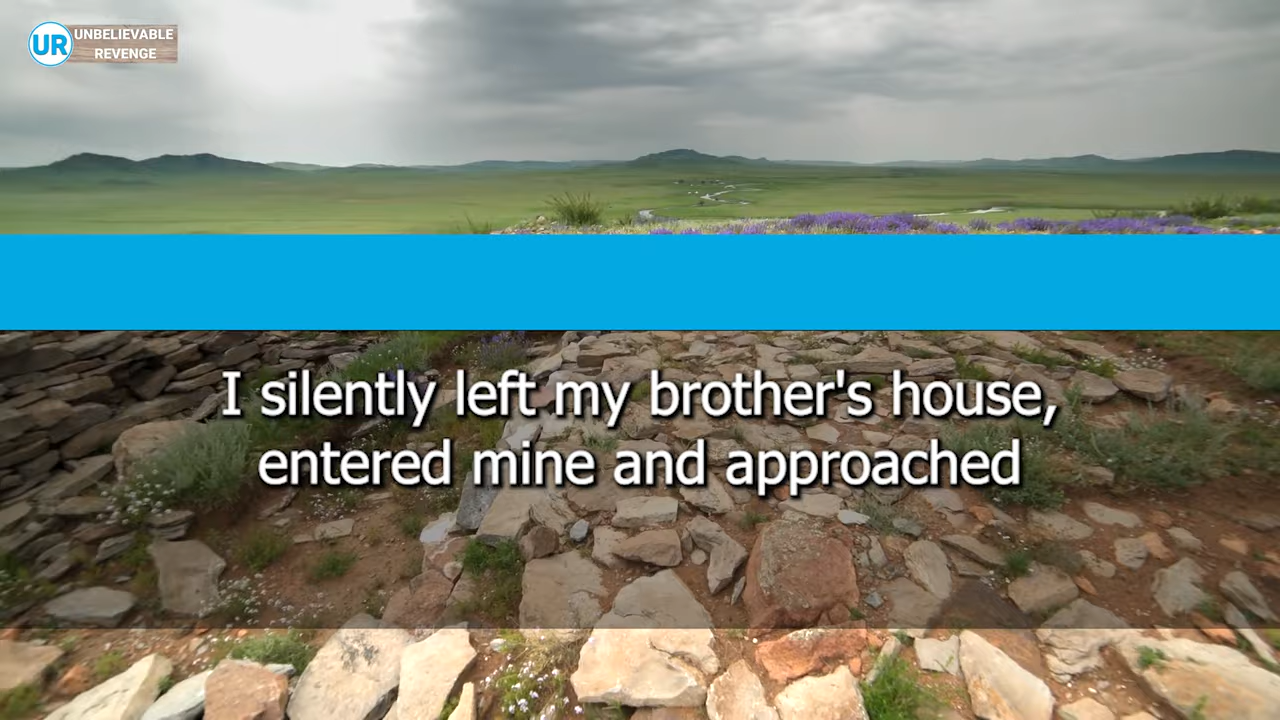 UR
UNBELIEVABLE
REVENGE
I silently left my brother's house,
entered mine and approached